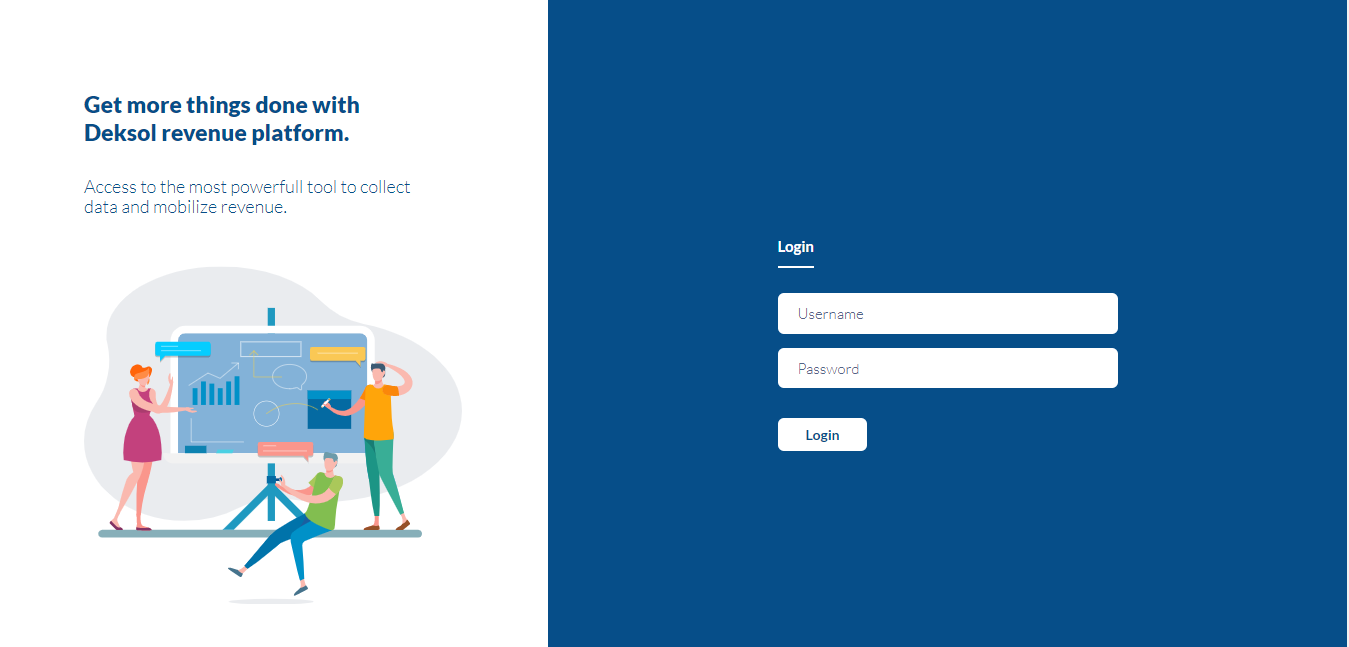 Get more things done with
Deksol revenue platform.
Access to the most powerfull tool to collect
data and mobilize revenue.
Login
Username
Password
Login